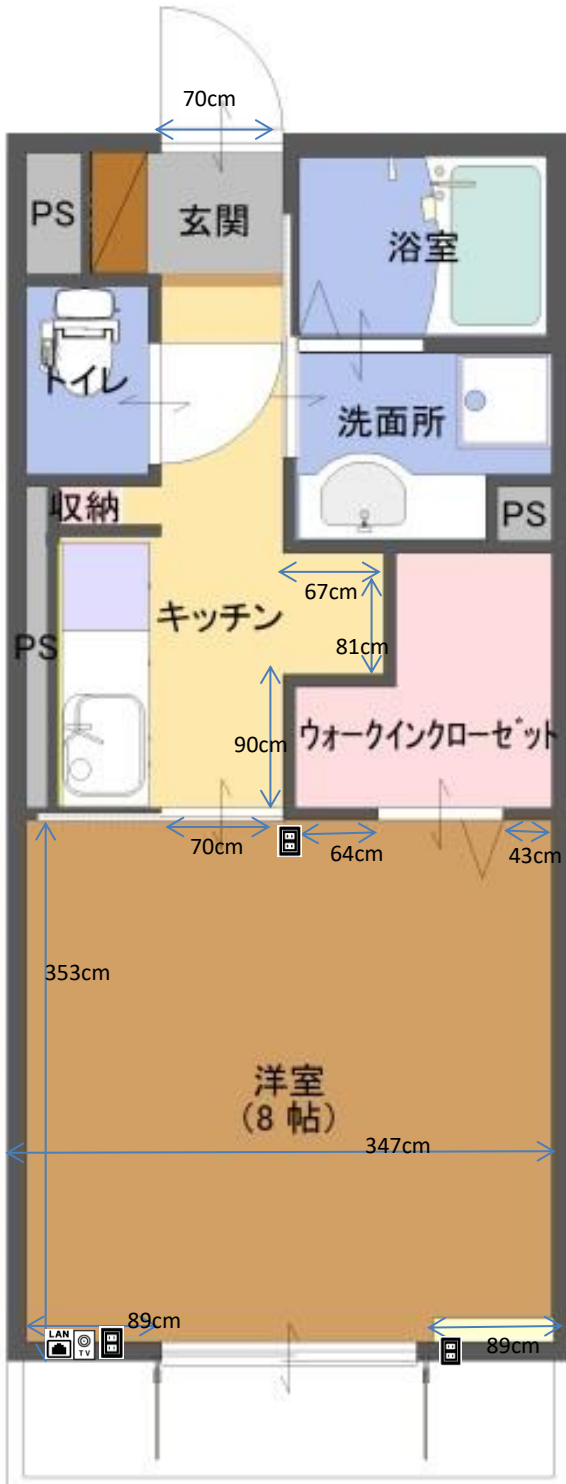 70cm
PS
玄関
浴室
トイレ
洗面所
収納
PS
67cm
キッチン
PS
81cm
90cm
ウォークインクローゼット
70cm
64cm
43cm
353cm
洋室
(8 帖)
347cm
89cm
LAN
TV
89cm